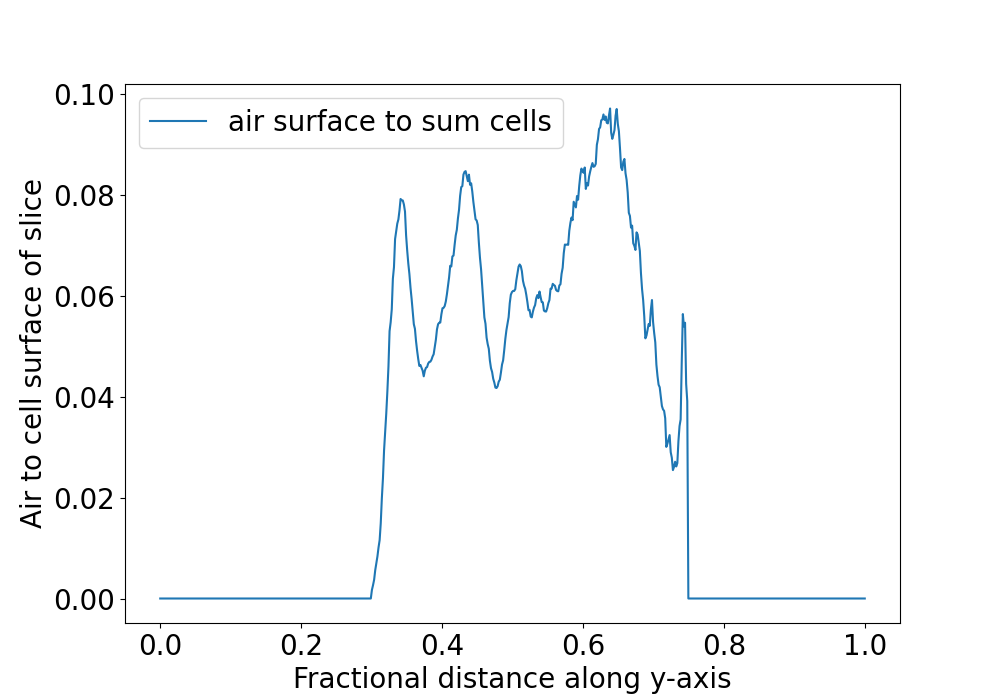 air surface to sum cells
Air to cell surface of slice
0.10
0.08
0.06
0.04
0.02
0.00
0.0 0.2 0.4 0.6 0.8 1.0
Fractional distance along y-axis